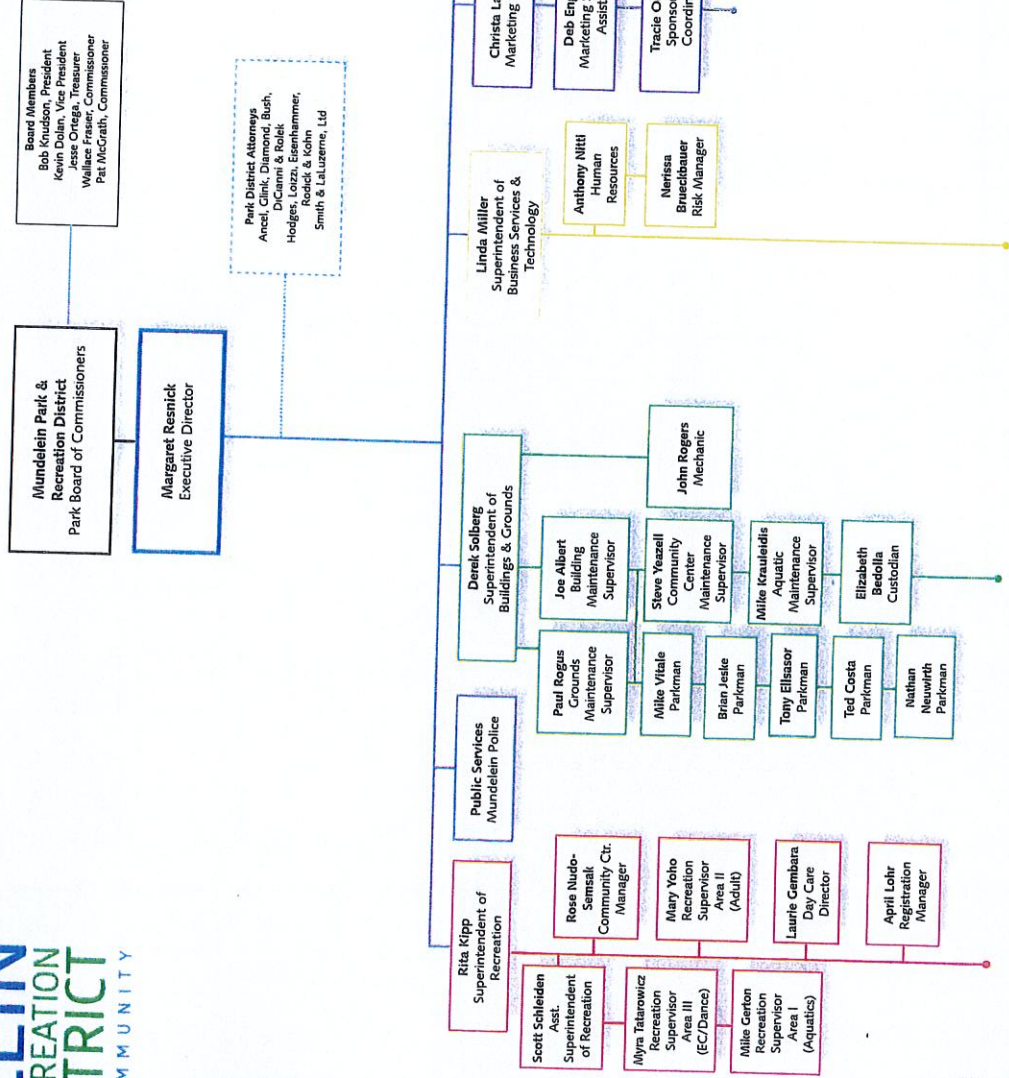 LIN
REATION
TRICT
MMUNITY
Mundelein Park &
Recreation District
Park Board of Commissioners
Board Members
Bob Knudson, President
Kevin Dolan, Vice President
Jesse Ortega, Treasurer
Wallace Frasier, Commissioner
Pat McGrath, Commissioner
Margaret Resnick
Executive Director
Park District Attorneys
Ancel, Glink, Diamond, Bush,
DiCianni & Rolek
Hodges, Loizzi, Eisenhammer,
Rodick & Kohn
Smith & LaLuzerne, Ltd
Rita Kipp
Superintendent of
Recreation
Scott Schleiden
Asst.
Superintendent
of Recreation
Rose Nudo-
Semsak
Community Ctr.
Manager
Myra Tatarowicz
Recreation
Supervisor
Area III
(EC/Dance)
Mary Yoho
Recreation
Supervisor
Area II
(Adult)
Mike Gerton
Recreation
Supervisor
Area I
(Aquatics)
Laurie Gembara
Day Care
Director
April Lohr
Registration
Manager
Public Services
Mundelein Police
Derek Solberg
Superintendent of
Buildings & Grounds
Paul Rogus
Grounds
Maintenance
Supervisor
Joe Albert
Building
Maintenance
Supervisor
Mike Vitale
Parkman
Steve Yeazell
Community
Center
Maintenance
Supervisor
John Rogers
Mechanic
Brian Jeske
Parkman
Tony Ellsasor
Parkman
Mike Krauleidis
Aquatic
Maintenance
Supervisor
Ted Costa
Parkman
Elizabeth
Bedolla
Custodian
Nathan
Neuwirth
Parkman
Linda Miller
Superintendent of
Business Services &
Technology
Anthony Nitti
Human
Resources
Nerissa
Brueckbauer
Risk Manager
Christa La
Marketing
Deb Eng
Marketing
Assist
Tracie O
Sponso
Coordin